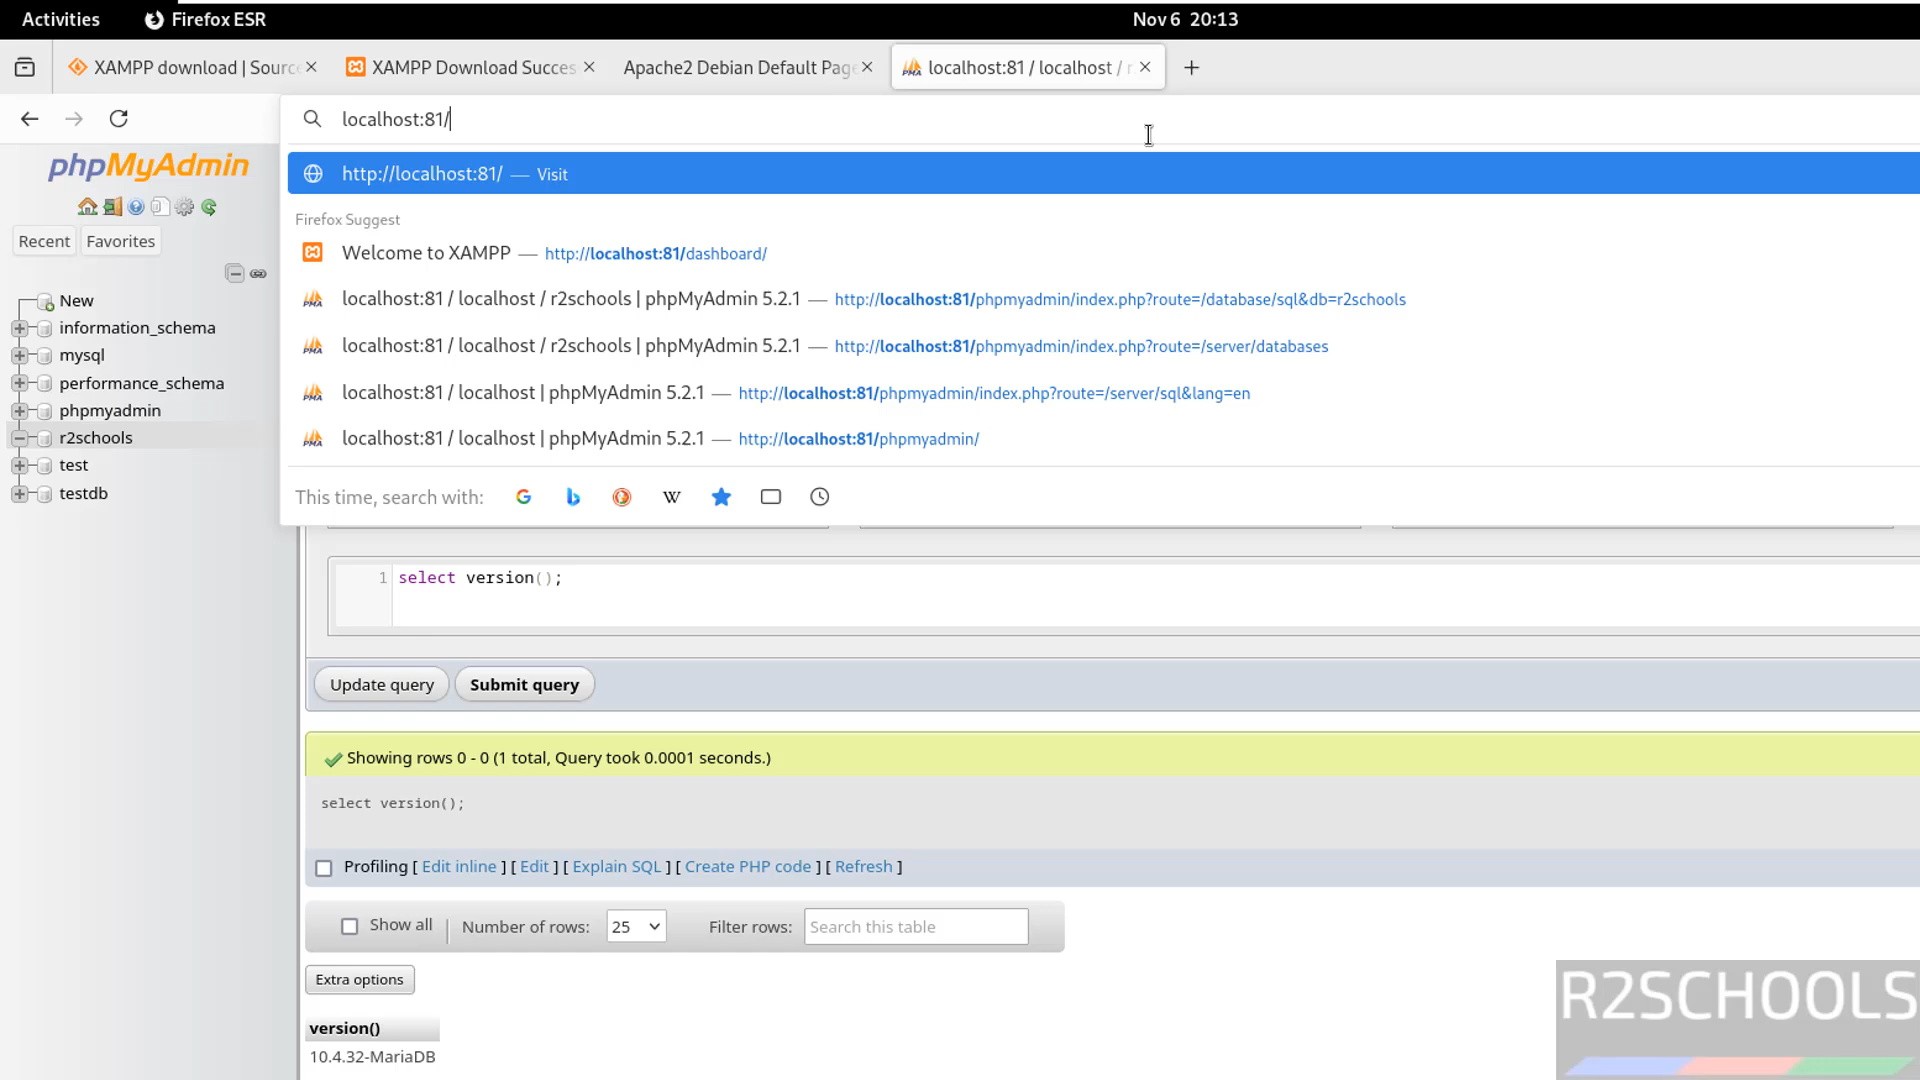 Activities Firefox ESR Nov 6 20:13
XAMPP download | Sourc XAMPP Download Succes Apache2 Debian Default Pag localhost:81 / localhost / r
localhost:81/
phpMyAdmin
http://localhost:81/ — Visit
Firefox Suggest
Recent Favorites
Welcome to XAMPP — http://localhost:81/dashboard/
localhost:81 / localhost / r2schools | phpMyAdmin 5.2.1 — http://localhost:81/phpmyadmin/index.php?route=/database/sql&db=r2schools
localhost:81 / localhost / r2schools | phpMyAdmin 5.2.1 — http://localhost:81/phpmyadmin/index.php?route=/server/databases
localhost:81 / localhost | phpMyAdmin 5.2.1 — http://localhost:81/phpmyadmin/index.php?route=/server/sql&lang=en
localhost:81 / localhost | phpMyAdmin 5.2.1 — http://localhost:81/phpmyadmin/
This time, search with:
New
information_schema
mysql
performance_schema
phpmyadmin
r2schools
test
testdb
1 select version();
Update query Submit query
Showing rows 0 - 0 (1 total, Query took 0.0001 seconds.)
select version();
Profiling [ Edit inline ] [ Edit ] [ Explain SQL ] [ Create PHP code ] [ Refresh ]
Show all | Number of rows: 25 Filter rows: Search this table
Extra options
version()
10.4.32-MariaDB
R2SCHOOLS